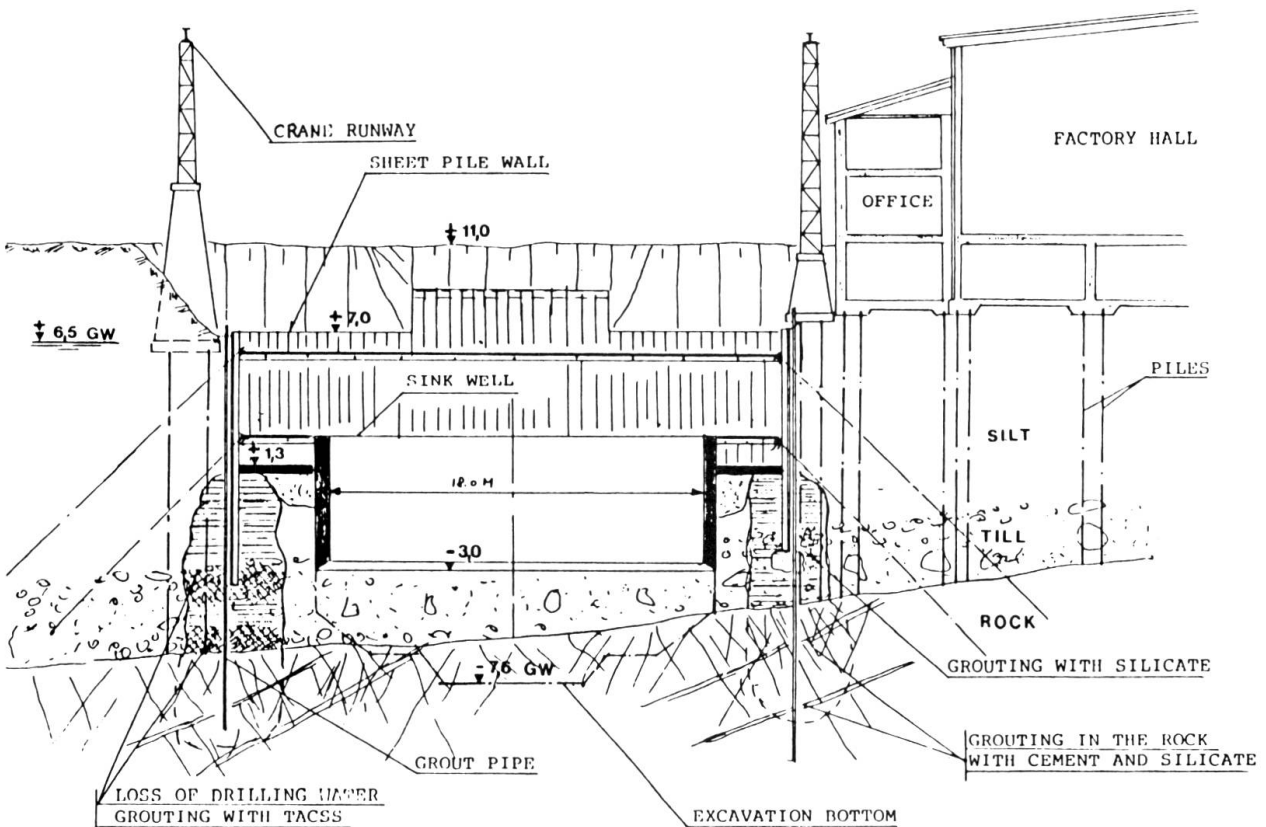 CRANE RUNWAY
SHEET PILE WALL
FACTORY HALL
OFFICE
+ 11,0
+ 7,0
+ 6,5 GW
SINK WELL
PILES
SILT
+ 1,3
18.0 M
- 3,0
TILL
ROCK
GROUTING WITH SILICATE
- 7,6 GW
GROUT PIPE
GROUTING IN THE ROCK
WITH CEMENT AND SILICATE
LOSS OF DRILLING WATER
GROUTING WITH TACSS
EXCAVATION BOTTOM